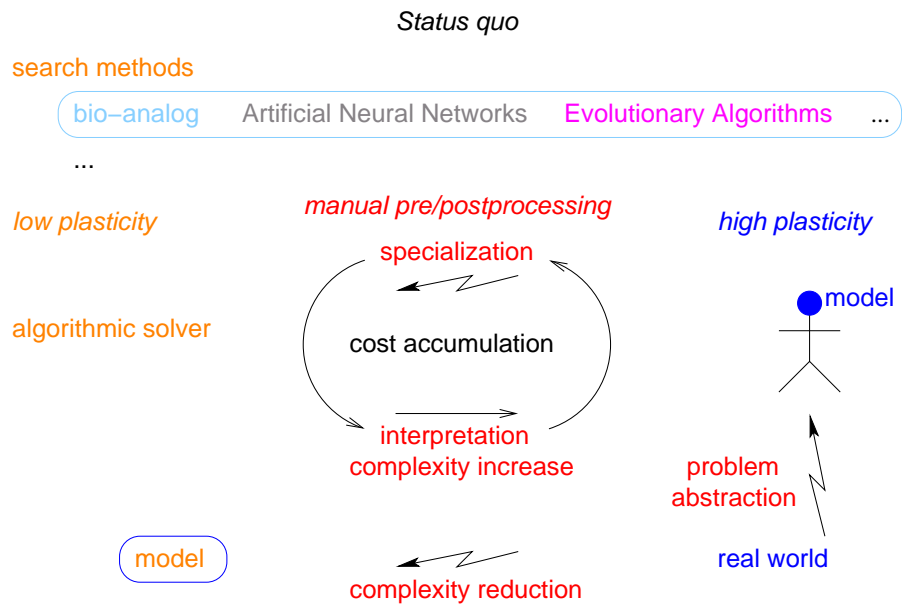 Status quo
search methods
bio−analog Artificial Neural Networks Evolutionary Algorithms ...
...
low plasticity manual pre/postprocessing high plasticity
specialization
model
algorithmic solver cost accumulation
interpretation
complexity increase problem
abstraction
model real world
complexity reduction